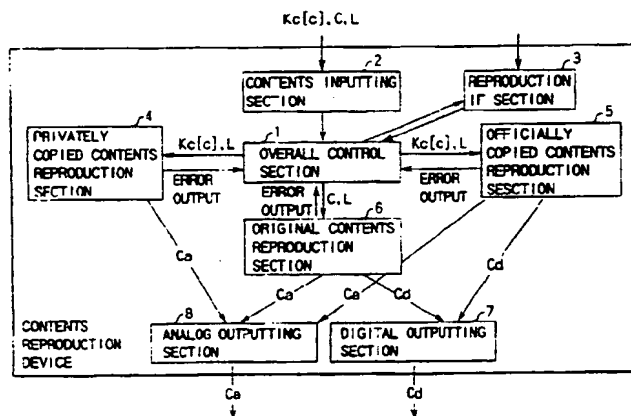 Kc[c].C.L
2
CONTENTS INPUTTING
SECTION
3
REPRODUCTION
IF SECTION
4
PRIVATELY
COPIED CONTENTS
REPRODUCTION
SECTION
Kc[c].L
ERROR
OUTPUT
1
OVERALL CONTROL
SECTION
Kc[c].L
ERROR
OUTPUT
5
OFFICIALLY
COPIED CONTENTS
REPRODUCTION
SESCTION
ERROR
OUTPUT
C.L
6
ORIGINAL CONTENTS
REPRODUCTION
SECTION
Ca
Ca
Ca
Cd
Cd
CONTENTS
REPRODUCTION
DEVICE
8
ANALOG OUTPUTTING
SECTION
7
DIGITAL OUTPUTTING
SECTION
Ca
Cd